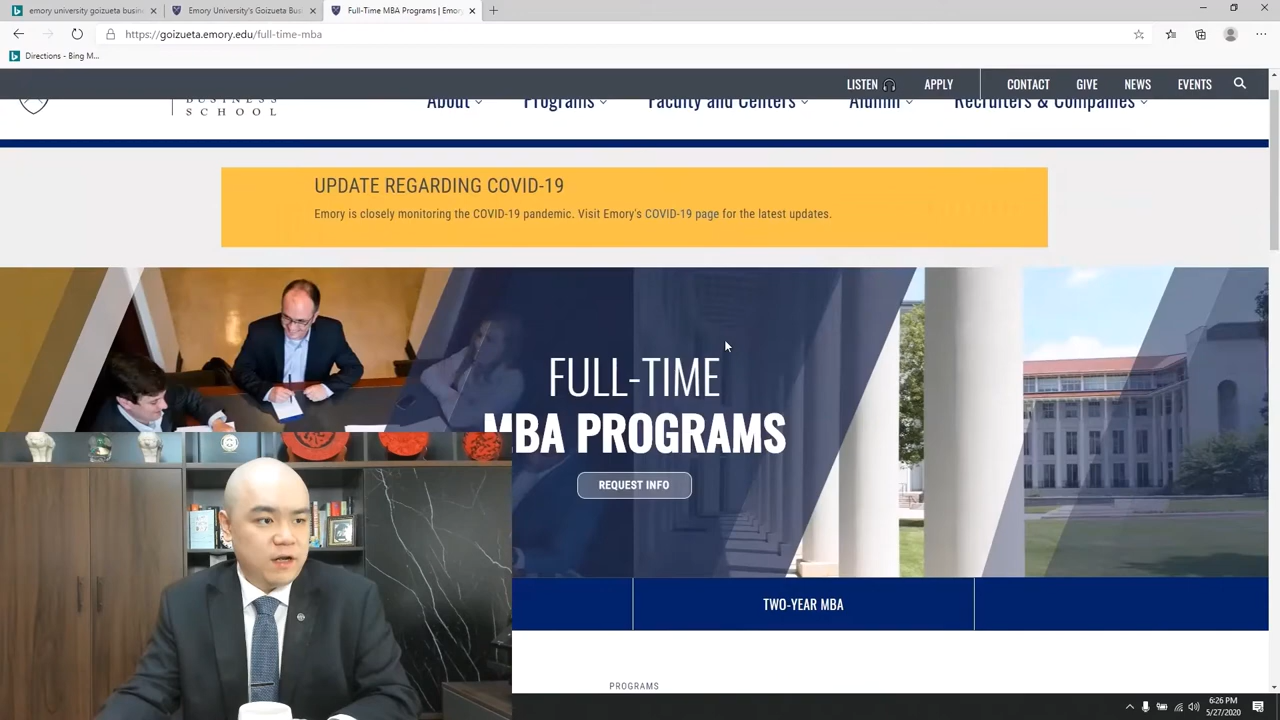 emory university goizueta busin
Emory University's Goizueta Bus
Full-Time MBA Programs | Emory
https://goizueta.emory.edu/full-time-mba
Directions - Bing M...
LISTEN
APPLY
CONTACT
GIVE
NEWS
EVENTS
BUSINESS
SCHOOL
About
Programs
Faculty and Centers
Alumni
Recruiters & Companies
UPDATE REGARDING COVID-19
Emory is closely monitoring the COVID-19 pandemic. Visit Emory's COVID-19 page for the latest updates.
FULL-TIME
MBA PROGRAMS
REQUEST INFO
TWO-YEAR MBA
PROGRAMS
6:26 PM
5/27/2020